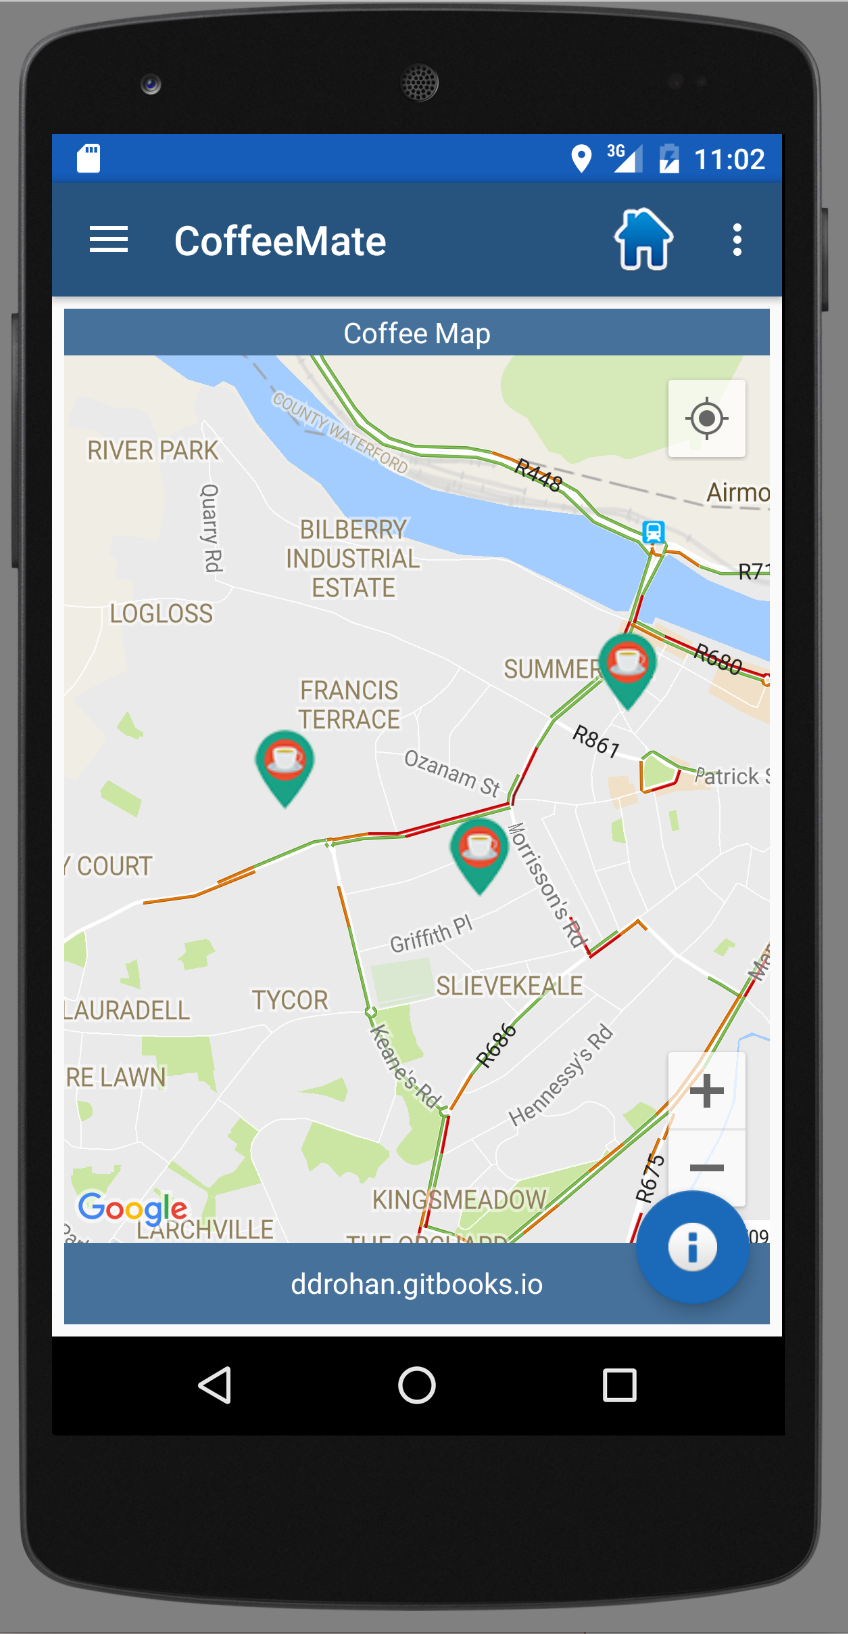 3G 11:02
CoffeeMate
Coffee Map
COUNTY WATERFORD
RIVER PARK
R448
Airmo
Quarry Rd
BILBERRY
INDUSTRIAL
ESTATE
R71
LOGLOSS
SUMMER
R680
FRANCIS
TERRACE
R861
Ozanam St
Patrick S
Morrisson's Rd
Y COURT
Griffith Pl
Ma
SLIEVEKEALE
TYCOR
LAURADELL
R686
Keane's Rd
Hennessy's Rd
RE LAWN
R675
KINGSMEADOW
Google
LARCHVILLE
THE ORCHARD
09
ddrohan.gitbooks.io